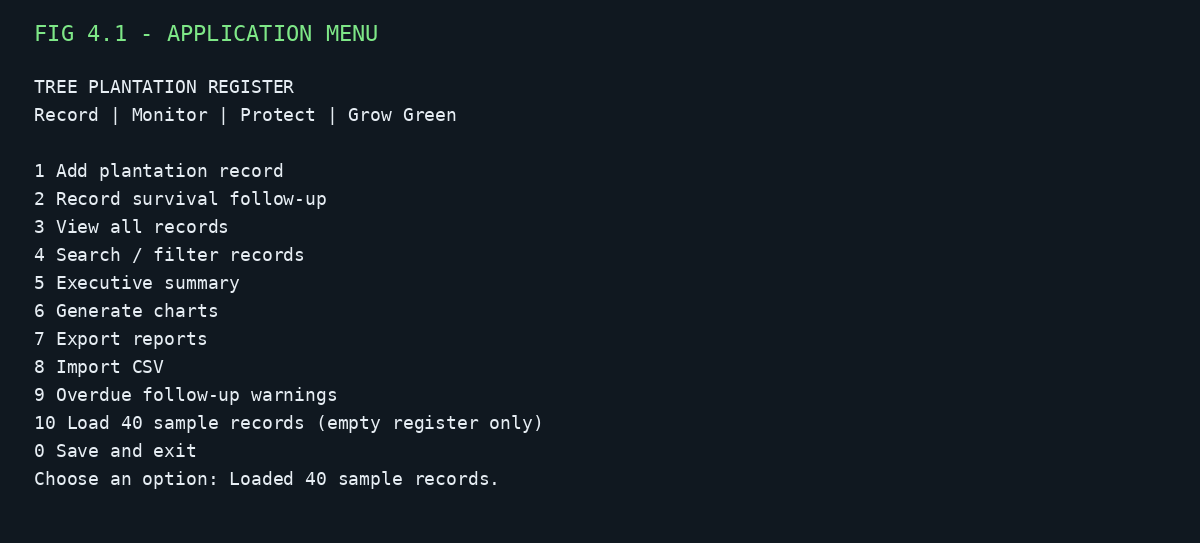 FIG 4.1 - APPLICATION MENU
TREE PLANTATION REGISTER
Record | Monitor | Protect | Grow Green
1 Add plantation record
2 Record survival follow-up
3 View all records
4 Search / filter records
5 Executive summary
6 Generate charts
7 Export reports
8 Import CSV
9 Overdue follow-up warnings
10 Load 40 sample records (empty register only)
0 Save and exit
Choose an option: Loaded 40 sample records.